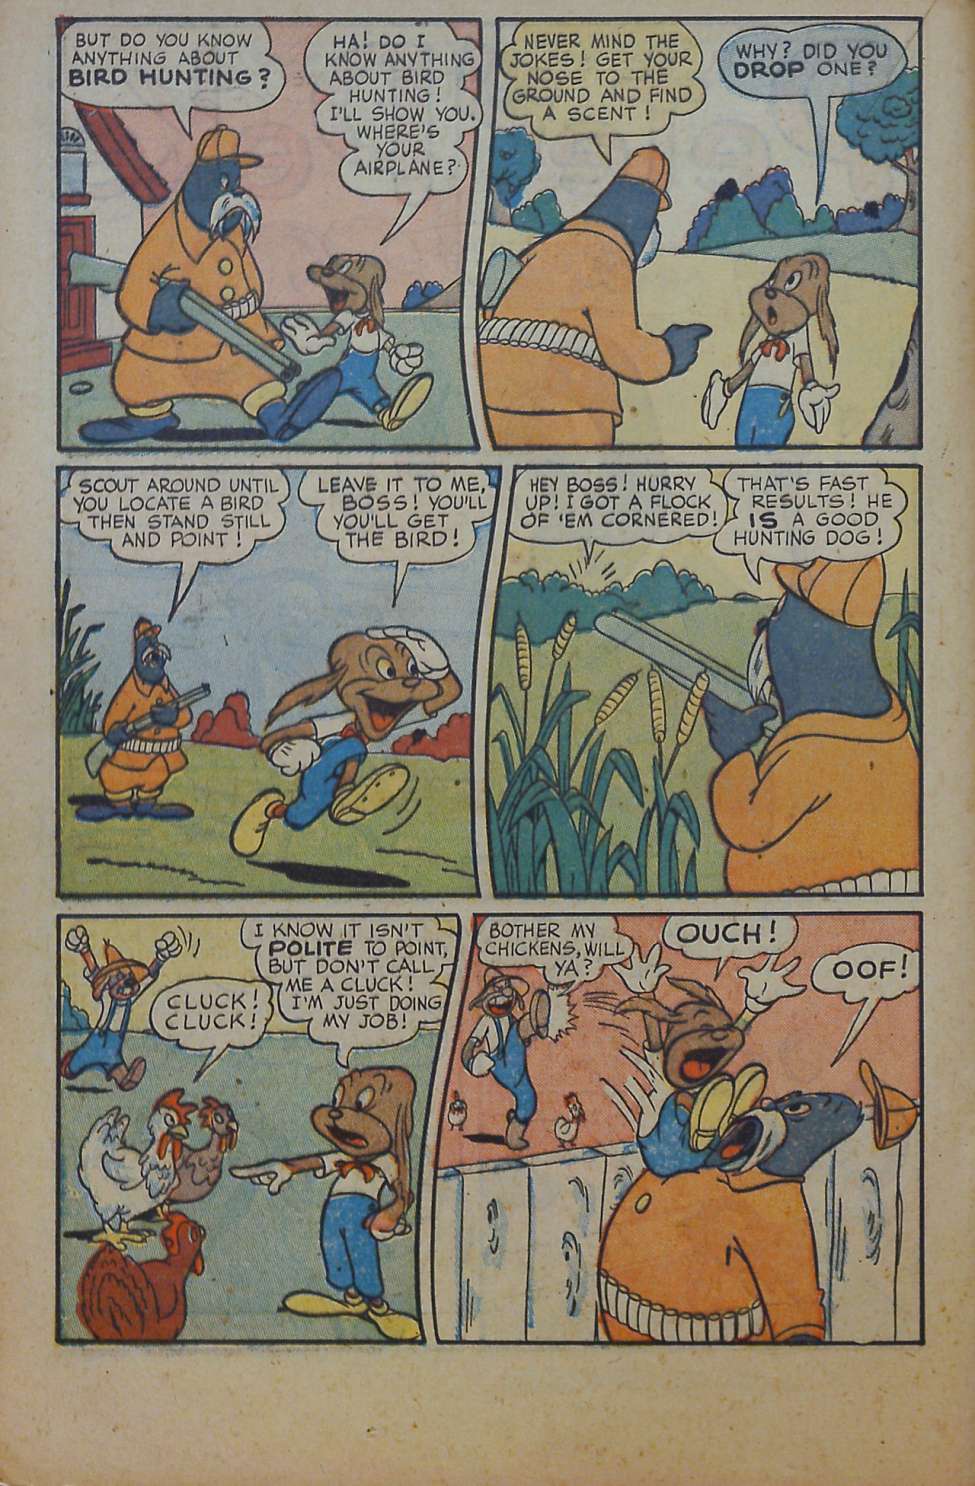 BUT DO YOU KNOW
ANYTHING ABOUT
BIRD HUNTING?
HA! DO I
KNOW ANYTHING
ABOUT BIRD
HUNTING!
I'LL SHOW YOU.
WHERE'S
YOUR
AIRPLANE?
NEVER MIND THE
JOKES! GET YOUR
NOSE TO THE
GROUND AND FIND
A SCENT!
WHY? DID YOU
DROP ONE?
SCOUT AROUND UNTIL
YOU LOCATE A BIRD
THEN STAND STILL
AND POINT!
LEAVE IT TO ME,
BOSS! YOU'LL
YOU'LL GET
THE BIRD!
HEY BOSS! HURRY
UP! I GOT A FLOCK
OF 'EM CORNERED!
THAT'S FAST
RESULTS! HE
IS A GOOD
HUNTING DOG!
CLUCK!
CLUCK!
I KNOW IT ISN'T
POLITE TO POINT,
BUT DON'T CALL
ME A CLUCK!
I'M JUST DOING
MY JOB!
BOTHER MY
CHICKENS, WILL
YA?
OUCH!
OOF!